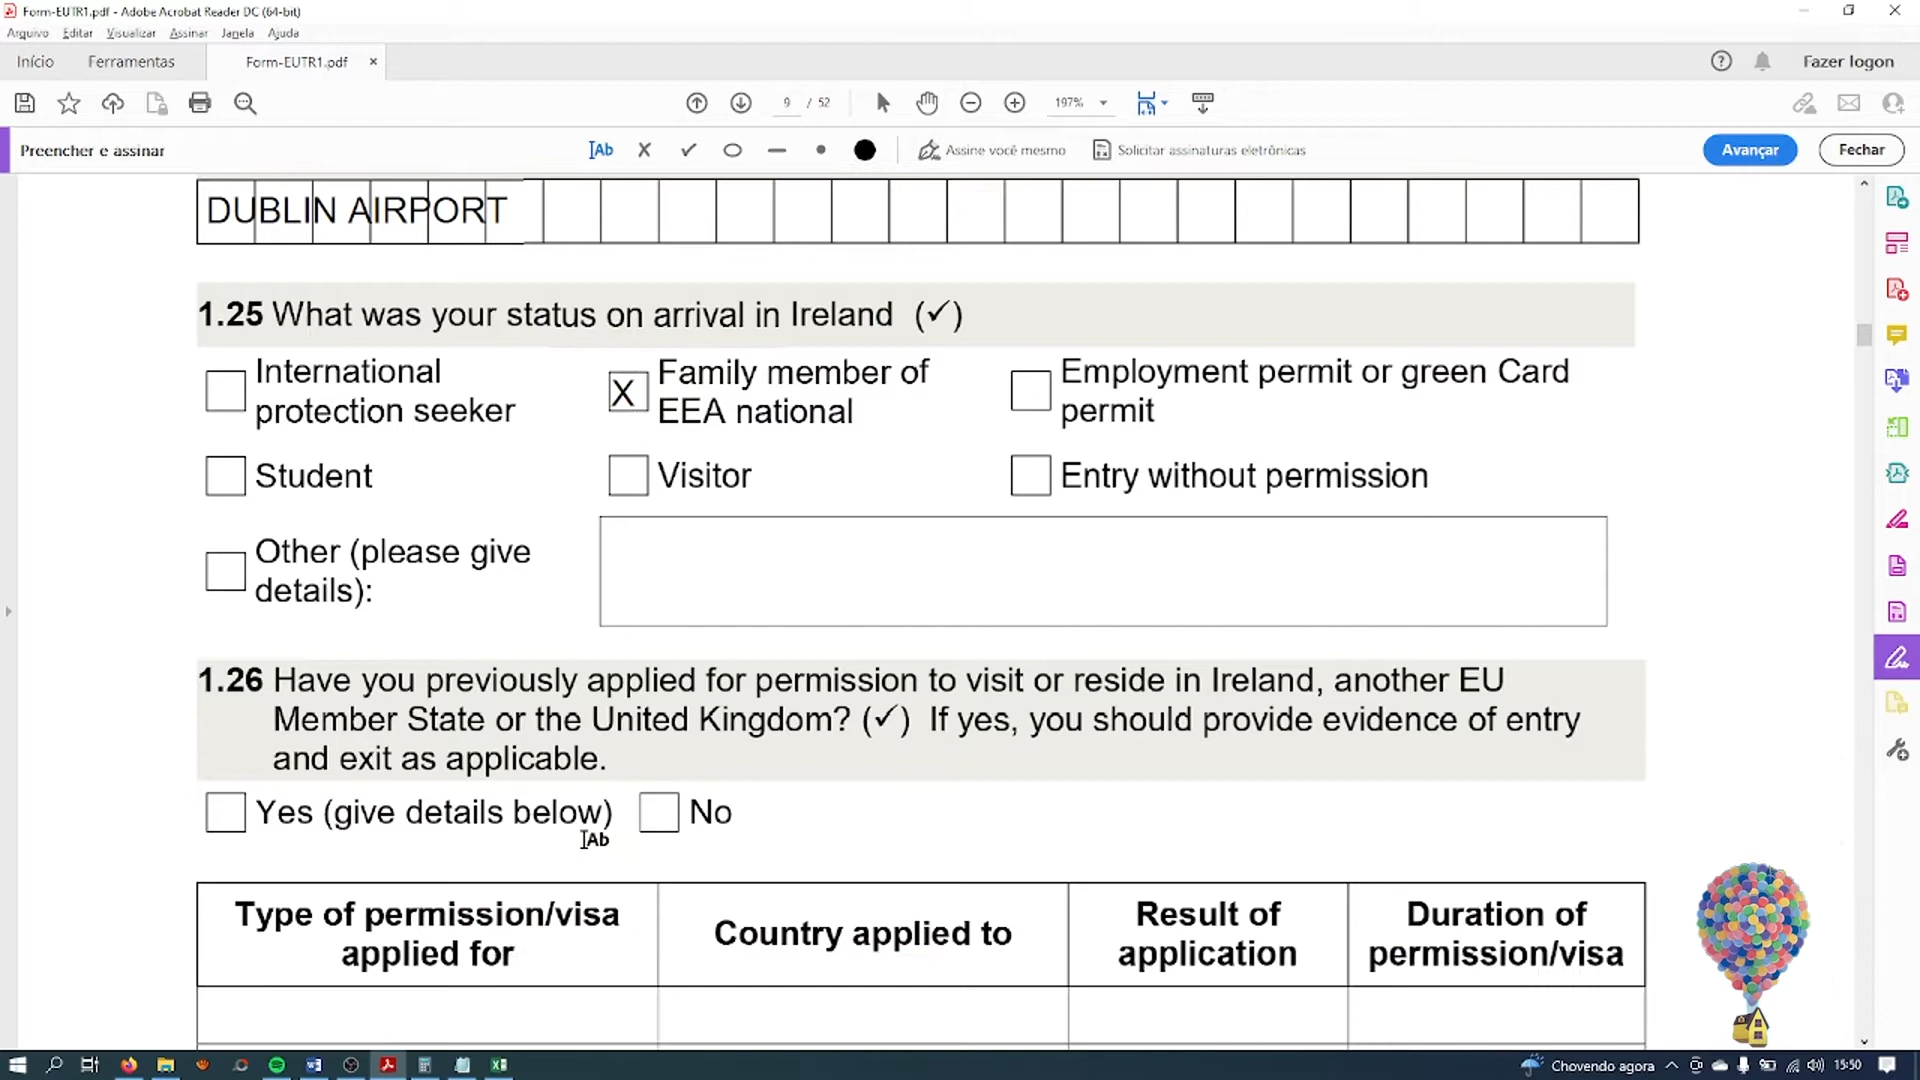 Form-EUTR1.pdf - Adobe Acrobat Reader DC (64-bit)
Arquivo Editar Visualizar Assinar Janela Ajuda
Início Ferramentas Form-EUTR1.pdf × Fazer logon
9 / 52 197%
Preencher e assinar Ab Assine você mesmo Solicitar assinaturas eletrônicas Avançar Fechar
DUBLIN AIRPORT
1.25 What was your status on arrival in Ireland (✓)
International
protection seeker
X Family member of
EEA national
Employment permit or green Card
permit
Student Visitor Entry without permission
Other (please give
details):
1.26 Have you previously applied for permission to visit or reside in Ireland, another EU
Member State or the United Kingdom? (✓) If yes, you should provide evidence of entry
and exit as applicable.
Yes (give details below) No
Ab
Type of permission/visa
applied for
Country applied to
Result of
application
Duration of
permission/visa
Chovendo agora 15:50